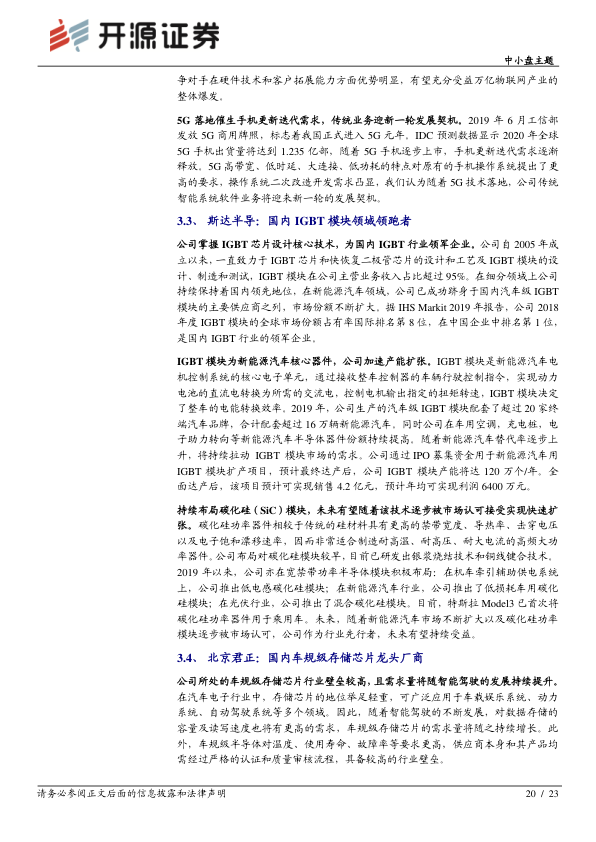 开源证券
中小盘主题
争对手在硬件技术和客户拓展能力方面优势明显，有望充分受益万亿物联网产业的
整体爆发。
5G 落地催生手机更新迭代需求，传统业务迎新一轮发展契机。2019 年 6 月工信部
发放 5G 商用牌照，标志着我国正式进入 5G 元年。IDC 预测数据显示 2020 年全球
5G 手机出货量将达到 1.235 亿部，随着 5G 手机逐步上市，手机更新迭代需求逐渐
释放。5G 高带宽、低时延、大连接、低功耗的特点对原有的手机操作系统提出了更
高的要求，操作系统二次改造开发需求凸显，我们认为随着 5G 技术落地，公司传统
智能系统软件业务将迎来新一轮的发展契机。
3.3、 斯达半导：国内 IGBT 模块领域领跑者
公司掌握 IGBT 芯片设计核心技术，为国内 IGBT 行业领军企业。公司自 2005 年成
立以来，一直致力于 IGBT 芯片和快恢复二极管芯片的设计和工艺及 IGBT 模块的设
计、制造和测试，IGBT 模块在公司主营业务收入占比超过 95%。在细分领域上公司
持续保持着国内领先地位，在新能源汽车领域，公司已成功跻身于国内汽车级 IGBT
模块的主要供应商之列，市场份额不断扩大。据 IHS Markit 2019 年报告，公司 2018
年度 IGBT 模块的全球市场份额占有率国际排名第 8 位，在中国企业中排名第 1 位，
是国内 IGBT 行业的领军企业。
IGBT 模块为新能源汽车核心器件，公司加速产能扩张。IGBT 模块是新能源汽车电
机控制系统的核心电子单元，通过接收整车控制器的车辆行驶控制指令，实现动力
电池的直流电转换为所需的交流电，控制电机输出指定的扭矩转速，IGBT 模块决定
了整车的电能转换效率。2019 年，公司生产的汽车级 IGBT 模块配套了超过 20 家终
端汽车品牌，合计配套超过 16 万辆新能源汽车。同时公司在车用空调，充电桩，电
子助力转向等新能源汽车半导体器件份额持续提高。随着新能源汽车替代率逐步上
升，将持续拉动 IGBT 模块市场的需求。公司通过 IPO 募集资金用于新能源汽车用
IGBT 模块扩产项目，预计最终达产后，公司 IGBT 模块产能将达 120 万个/年。全
面达产后，该项目预计可实现销售 4.2 亿元，预计年均可实现利润 6400 万元。
持续布局碳化硅（SiC）模块，未来有望随着该技术逐步被市场认可接受实现快速扩
张。碳化硅功率器件相较于传统的硅材料具有更高的禁带宽度、导热率、击穿电压
以及电子饱和漂移速率，因而非常适合制造耐高温、耐高压、耐大电流的高频大功
率器件。公司布局对碳化硅模块较早，目前已研发出银浆烧结技术和铜线键合技术。
2019 年以来，公司亦在宽禁带功率半导体模块积极布局：在机车牵引辅助供电系统
上，公司推出低电感碳化硅模块；在新能源汽车行业，公司推出了低损耗车用碳化
硅模块；在光伏行业，公司推出了混合碳化硅模块。目前，特斯拉 Model3 已首次将
碳化硅功率器件用于乘用车。未来，随着新能源汽车市场不断扩大以及碳化硅功率
模块逐步被市场认可，公司作为行业先行者，未来有望持续受益。
3.4、 北京君正：国内车规级存储芯片龙头厂商
公司所处的车规级存储芯片行业壁垒较高，且需求量将随智能驾驶的发展持续提升。
在汽车电子行业中，存储芯片的地位举足轻重，可广泛应用于车载娱乐系统、动力
系统、自动驾驶系统等多个领域。因此，随着智能驾驶的不断发展，对数据存储的
容量及读写速度也将有更高的需求，车规级存储芯片的需求量将随之持续增长。此
外，车规级半导体对温度、使用寿命、故障率等要求更高，供应商本身和其产品均
需经过严格的认证和质量审核流程，具备较高的行业壁垒。
请务必参阅正文后面的信息披露和法律声明
20 / 23